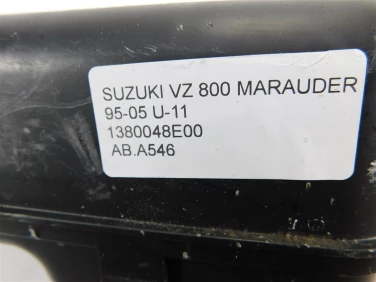 SUZUKI VZ 800 MARAUDER
95-05 U-11
1380048E00
AB.A546